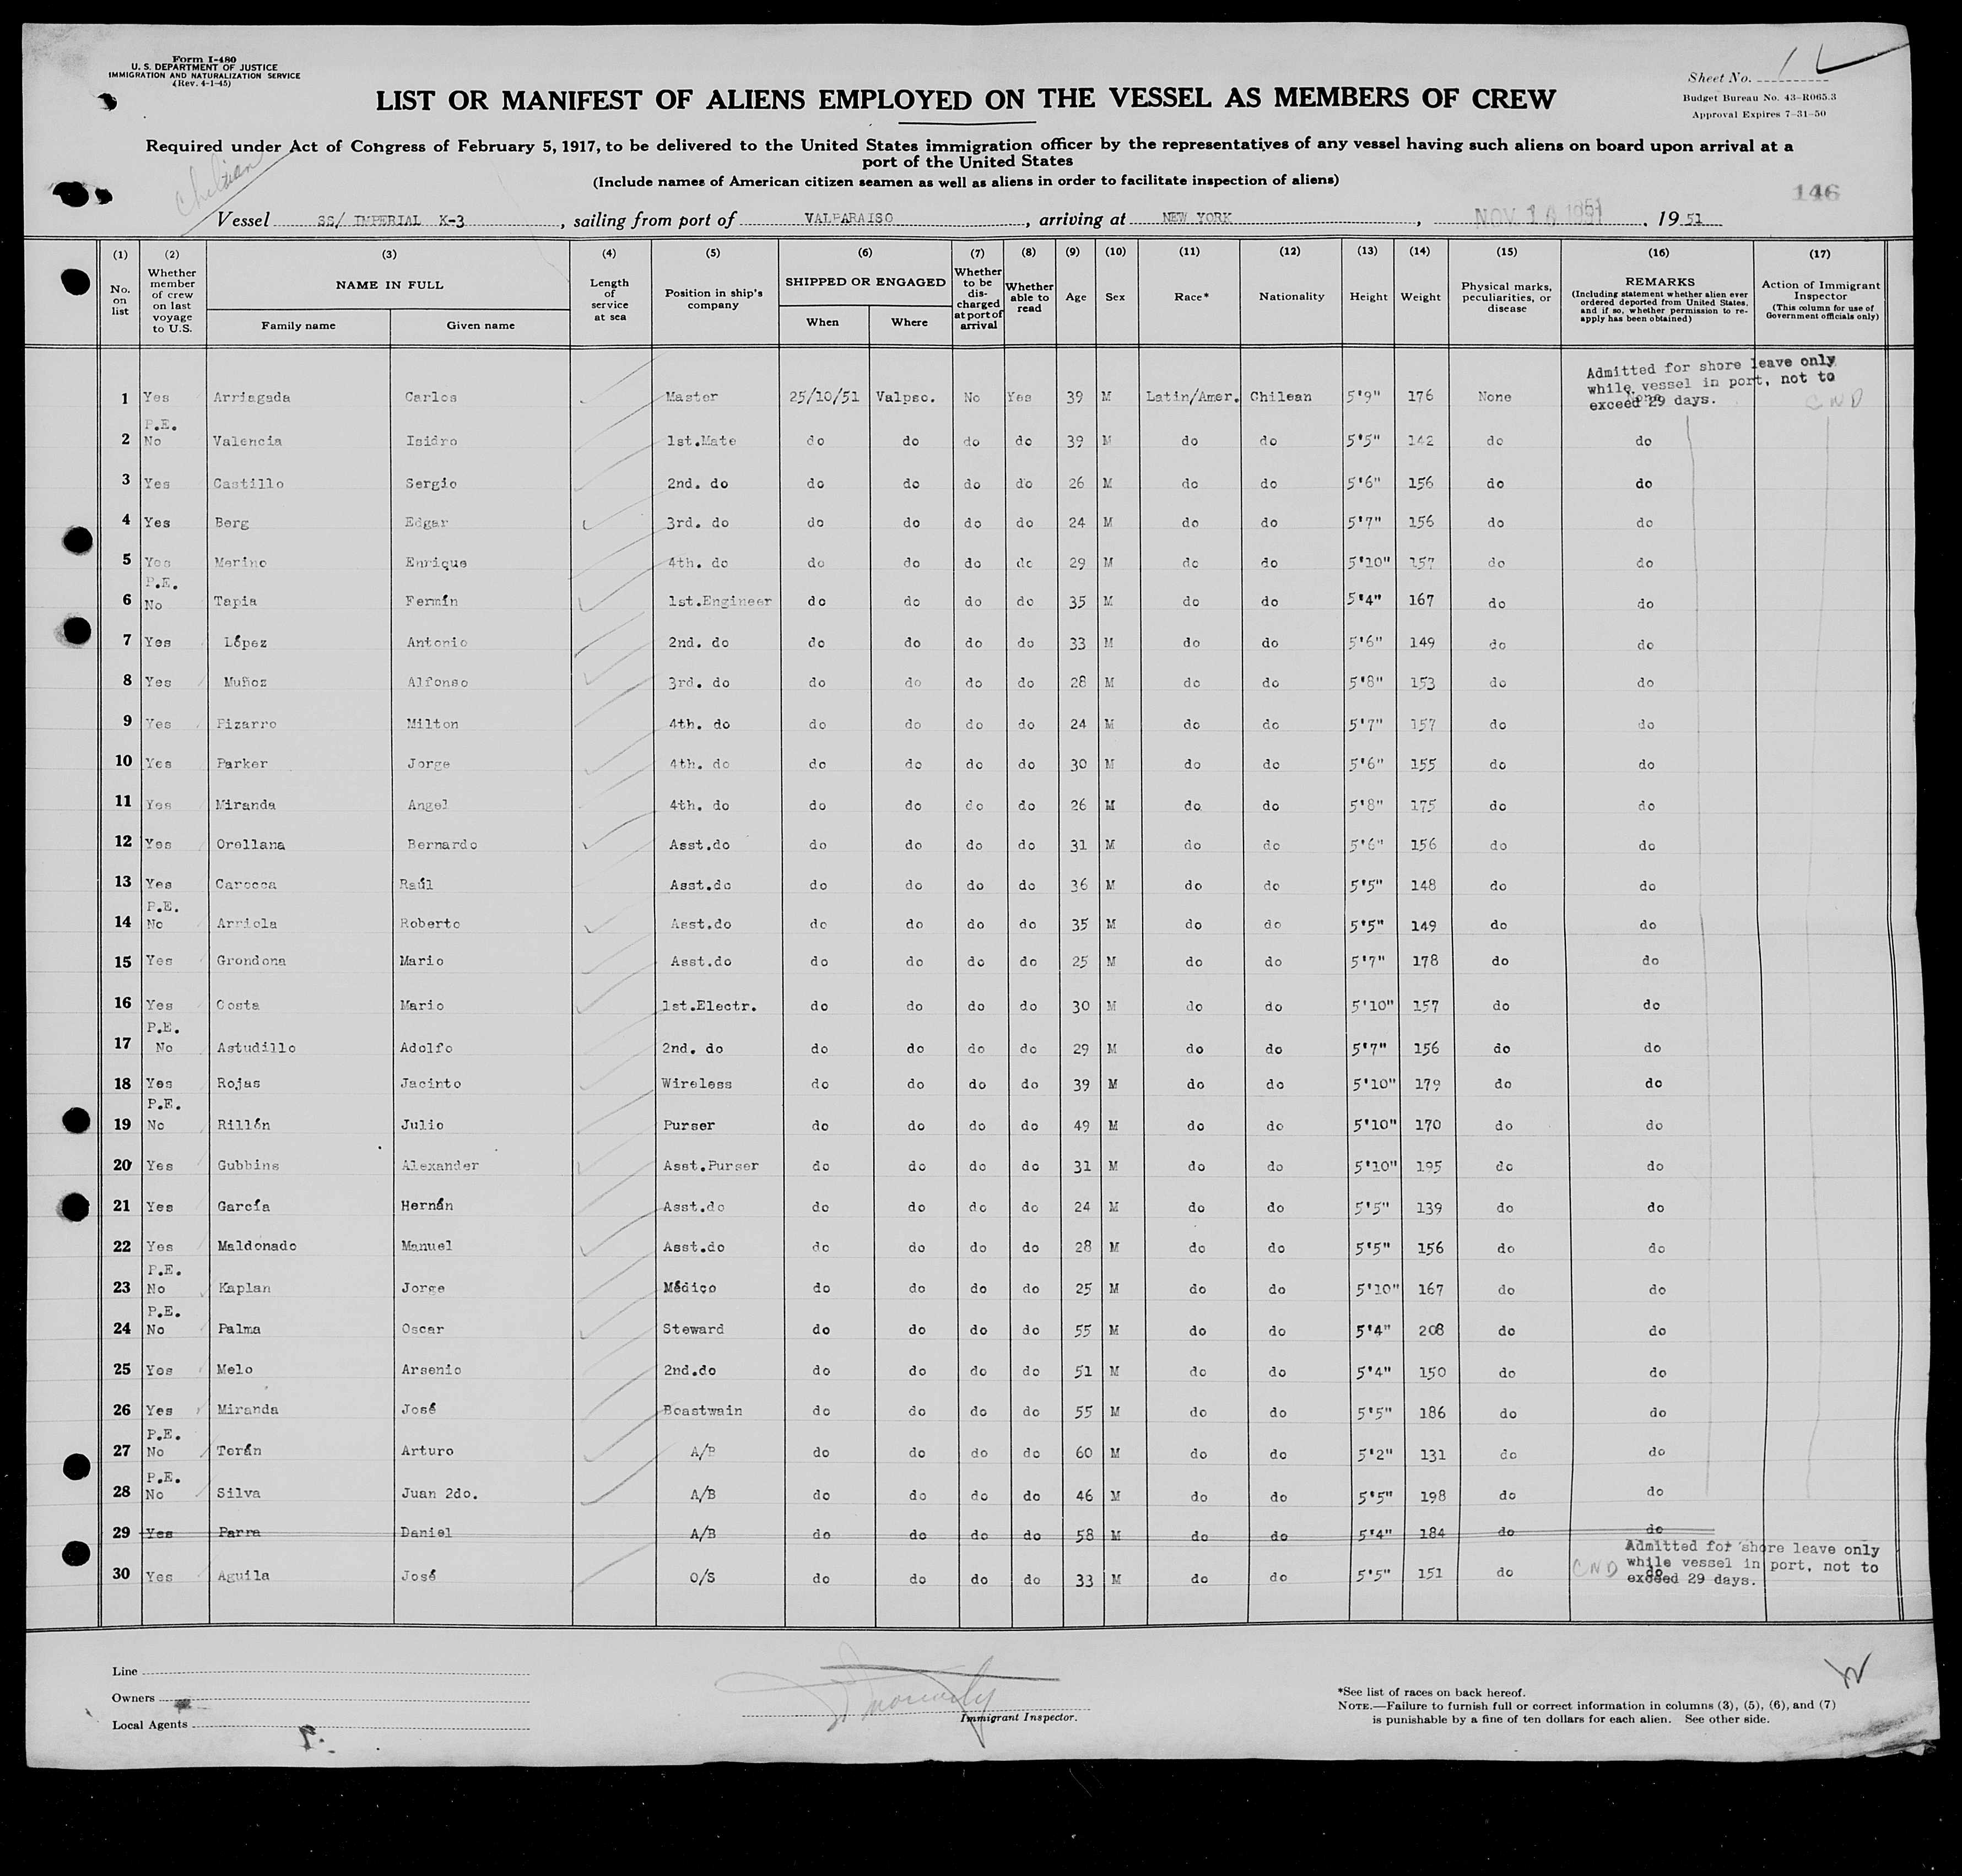 Form I-480
U. S. DEPARTMENT OF JUSTICE
IMMIGRATION AND NATURALIZATION SERVICE
(Rev. 4-1-45)
Sheet No. 1
Budget Bureau No. 43-R065.3
Approval Expires 7-31-50
LIST OR MANIFEST OF ALIENS EMPLOYED ON THE VESSEL AS MEMBERS OF CREW
Required under Act of Congress of February 5, 1917, to be delivered to the United States immigration officer by the representatives of any vessel having such aliens on board upon arrival at a
port of the United States
(Include names of American citizen seamen as well as aliens in order to facilitate inspection of aliens)
Chilean
146
Vessel SS/ IMPERIAL K-3, sailing from port of VALPARAISO, arriving at NEW YORK, NOV 1951, 1951
(1) No. on list
(2) Whether member of crew on last voyage to U.S.
(3) NAME IN FULL Family name Given name
(4) Length of service at sea
(5) Position in ship's company
(6) SHIPPED OR ENGAGED When Where
(7) Whether to be discharged at port of arrival
(8) Whether able to read
(9) Age
(10) Sex
(11) Race*
(12) Nationality
(13) Height
(14) Weight
(15) Physical marks, peculiarities, or disease
(16) REMARKS (Including statement whether alien ever ordered deported from United States, and if so, whether permission to re-apply has been obtained)
(17) Action of Immigrant Inspector (This column for use of Government officials only)
Admitted for shore leave only
while vessel in port, not to
exceed 29 days.
1 Yes Arriagada Carlos Master 25/10/51 Valpso. No Yes 39 M Latin/Amer. Chilean 5'9" 176 None None CND
2 P.E. No Valencia Isidro 1st.Mate do do do do 39 M do do 5'5" 142 do do
3 Yes Castillo Sergio 2nd. do do do do do 26 M do do 5'6" 156 do do
4 Yes Berg Edgar 3rd. do do do do do 24 M do do 5'7" 156 do do
5 Yes Merino Enrique 4th. do do do do do 29 M do do 5'10" 157 do do
6 P.E. No Tapia Fermín 1st.Engineer do do do do 35 M do do 5'4" 167 do do
7 Yes López Antonio 2nd. do do do do do 33 M do do 5'6" 149 do do
8 Yes Muñoz Alfonso 3rd. do do do do do 28 M do do 5'8" 153 do do
9 Yes Pizarro Milton 4th. do do do do do 24 M do do 5'7" 157 do do
10 Yes Parker Jorge 4th. do do do do do 30 M do do 5'6" 155 do do
11 Yes Miranda Angel 4th. do do do do do 26 M do do 5'8" 175 do do
12 Yes Orellana Bernardo Asst.do do do do do 31 M do do 5'6" 156 do do
13 Yes Carocca Raúl Asst.do do do do do 36 M do do 5'5" 148 do do
14 P.E. No Arriola Roberto Asst.do do do do do 35 M do do 5'5" 149 do do
15 Yes Grondona Mario Asst.do do do do do 25 M do do 5'7" 178 do do
16 Yes Costa Mario 1st.Electr. do do do do 30 M do do 5'10" 157 do do
17 P.E. No Astudillo Adolfo 2nd. do do do do do 29 M do do 5'7" 156 do do
18 Yes Rojas Jacinto Wireless do do do do 39 M do do 5'10" 179 do do
19 P.E. No Rillán Julio Purser do do do do 49 M do do 5'10" 170 do do
20 Yes Gubbins Alexander Asst.Purser do do do do 31 M do do 5'10" 195 do do
21 Yes García Hernán Asst.do do do do do 24 M do do 5'5" 139 do do
22 Yes Maldonado Manuel Asst.do do do do do 28 M do do 5'5" 156 do do
23 P.E. No Kaplan Jorge Médico do do do do 25 M do do 5'10" 167 do do
24 P.E. No Palma Oscar Steward do do do do 55 M do do 5'4" 208 do do
25 Yes Melo Arsenio 2nd.do do do do do 51 M do do 5'4" 150 do do
26 Yes Miranda José Boastwain do do do do 55 M do do 5'5" 186 do do
27 P.E. No Terán Arturo A/B do do do do 60 M do do 5'2" 131 do do
28 P.E. No Silva Juan 2do. A/B do do do do 46 M do do 5'5" 198 do do
29 Yes Parra Daniel A/B do do do do 58 M do do 5'4" 184 do do
30 Yes Aguila José O/S do do do do 33 M do do 5'5" 151 do do CND
Admitted for shore leave only
while vessel in port, not to
exceed 29 days.
Line
Owners
Local Agents
Immigrant Inspector.
*See list of races on back hereof.
NOTE.—Failure to furnish full or correct information in columns (3), (5), (6), and (7)
is punishable by a fine of ten dollars for each alien. See other side.